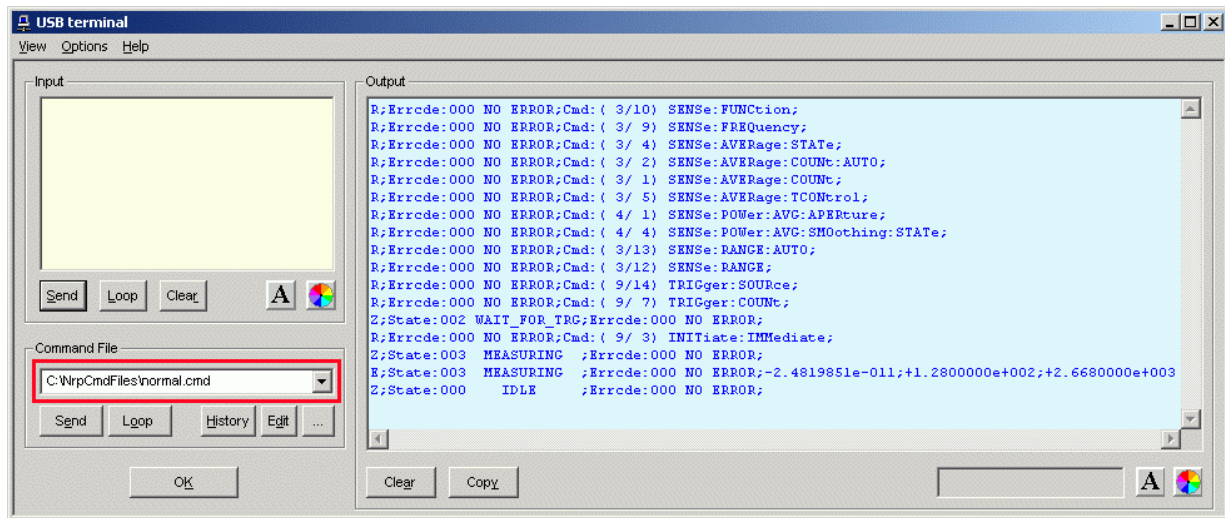 USB terminal
View Options Help
Input
Send Loop Clear A
Command File
C:\NrpCmdFiles\normal.cmd
Send Loop History Edit ...
OK
Output
R;Errcde:000 NO ERROR;Cmd:( 3/10) SENSe:FUNCtion;
R;Errcde:000 NO ERROR;Cmd:( 3/ 9) SENSe:FREQuency;
R;Errcde:000 NO ERROR;Cmd:( 3/ 4) SENSe:AVERage:STATe;
R;Errcde:000 NO ERROR;Cmd:( 3/ 2) SENSe:AVERage:COUNt:AUTO;
R;Errcde:000 NO ERROR;Cmd:( 3/ 1) SENSe:AVERage:COUNt;
R;Errcde:000 NO ERROR;Cmd:( 3/ 5) SENSe:AVERage:TCONtrol;
R;Errcde:000 NO ERROR;Cmd:( 4/ 1) SENSe:POWer:AVG:APERture;
R;Errcde:000 NO ERROR;Cmd:( 4/ 4) SENSe:POWer:AVG:SMOothing:STATe;
R;Errcde:000 NO ERROR;Cmd:( 3/13) SENSe:RANGE:AUTO;
R;Errcde:000 NO ERROR;Cmd:( 3/12) SENSe:RANGE;
R;Errcde:000 NO ERROR;Cmd:( 9/14) TRIGger:SOURce;
R;Errcde:000 NO ERROR;Cmd:( 9/ 7) TRIGger:COUNt;
Z;State:002 WAIT_FOR_TRG;Errcde:000 NO ERROR;
R;Errcde:000 NO ERROR;Cmd:( 9/ 3) INITiate:IMMediate;
Z;State:003 MEASURING ;Errcde:000 NO ERROR;
E;State:003 MEASURING ;Errcde:000 NO ERROR;-2.4819851e-011;+1.2800000e+002;+2.6680000e+003
Z;State:000 IDLE ;Errcde:000 NO ERROR;
Clear Copy A